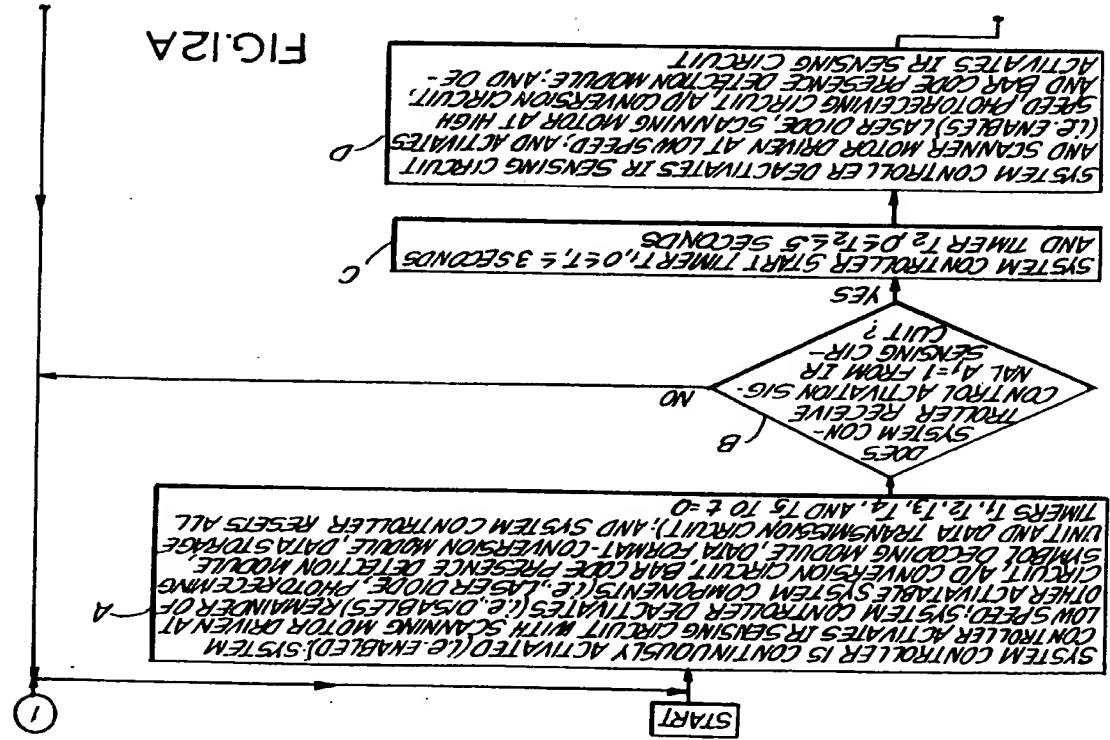 1
START
SYSTEM CONTROLLER IS CONTINUOUSLY ACTIVATED (i.e. ENABLED); SYSTEM
CONTROLLER ACTIVATES IR SENSING CIRCUIT WITH SCANNING MOTOR DRIVEN AT
LOW SPEED; SYSTEM CONTROLLER DEACTIVATES (i.e. DISABLES) REMAINDER OF
OTHER ACTIVATABLE SYSTEM COMPONENTS (i.e., LASER DIODE, PHOTORECEIVING
CIRCUIT, A/D CONVERSION CIRCUIT, BAR CODE PRESENCE DETECTION MODULE,
SYMBOL DECODING MODULE, DATA FORMAT-CONVERSION MODULE, DATA STORAGE
UNIT AND DATA TRANSMISSION CIRCUIT); AND SYSTEM CONTROLLER RESETS ALL
TIMERS T₁, T₂, T₃, T₄, AND T₅ TO t=0
A
DOES
SYSTEM CON-
TROLLER RECEIVE
CONTROL ACTIVATION SIG-
NAL A₁=1 FROM IR
SENSING CIR-
CUIT ?
B
NO
YES
SYSTEM CONTROLLER START TIMER T₁, 0≤T₁ ≤ 3 SECONDS
AND TIMER T₂, 0≤T₂≤5 SECONDS
C
SYSTEM CONTROLLER DEACTIVATES IR SENSING CIRCUIT
AND SCANNER MOTOR DRIVEN AT LOW SPEED; AND ACTIVATES
(i.e. ENABLES) LASER DIODE, SCANNING MOTOR AT HIGH
SPEED, PHOTORECEIVING CIRCUIT, A/D CONVERSION CIRCUIT,
AND BAR CODE PRESENCE DETECTION MODULE; AND DE-
ACTIVATES IR SENSING CIRCUIT
D
FIG.12A